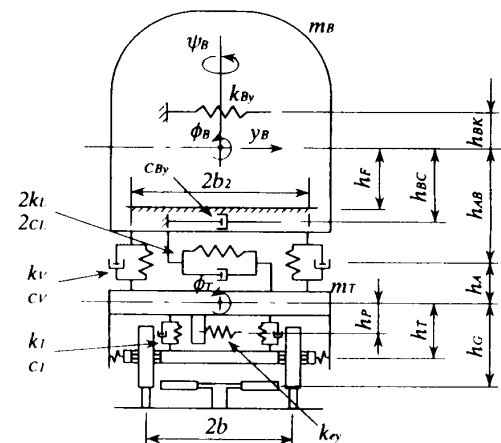 m_B
ψ_B
k_By
h_BK
ϕ_B
y_B
c_By
2b_2
h_F
h_BC
h_AB
2k_L
2c_L
k_V
c_V
ϕ_T
m_T
h_A
k_1
c_1
h_P
h_T
h_G
k_ey
2b